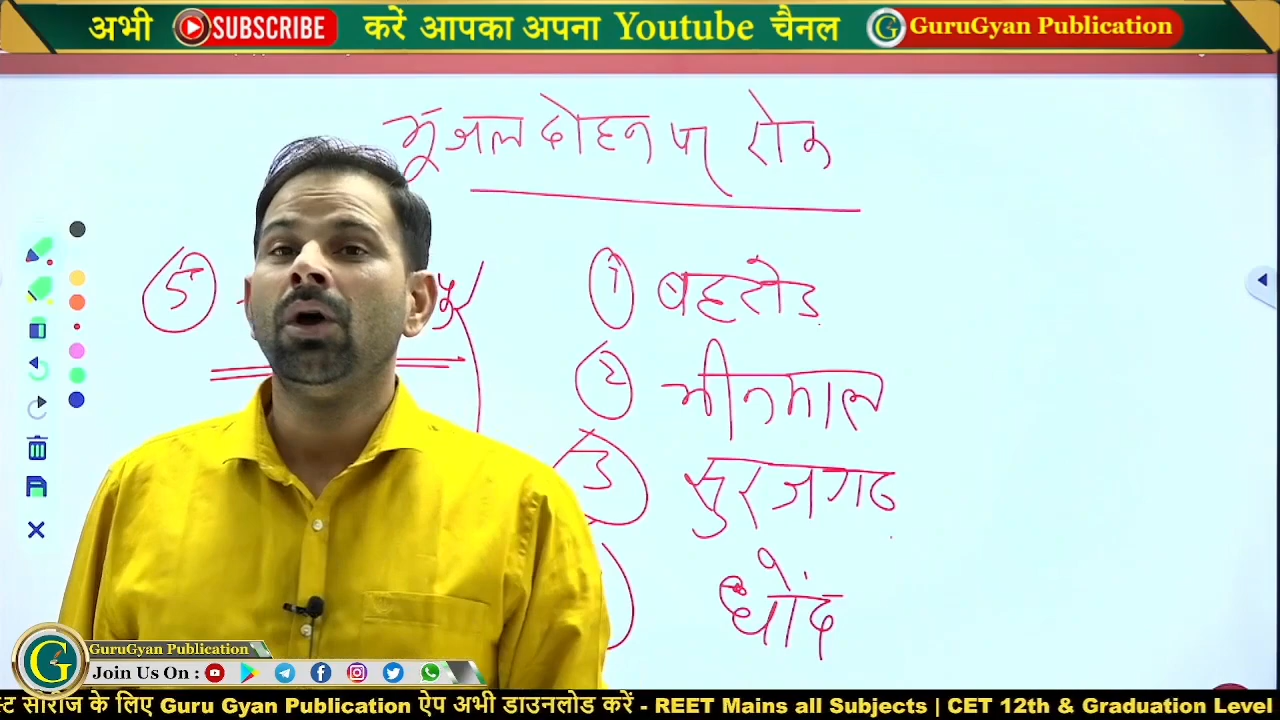 अभी SUBSCRIBE करें आपका अपना Youtube चैनल G GuruGyan Publication
भूजल दोहन पर रोक
5
1 बहरोड
2 भीनमाल
3 सुरजगढ
धोंद
G GuruGyan Publication
Join Us On :
सीरीज के लिए Guru Gyan Publication ऐप अभी डाउनलोड करें - REET Mains all Subjects | CET 12th & Graduation Level